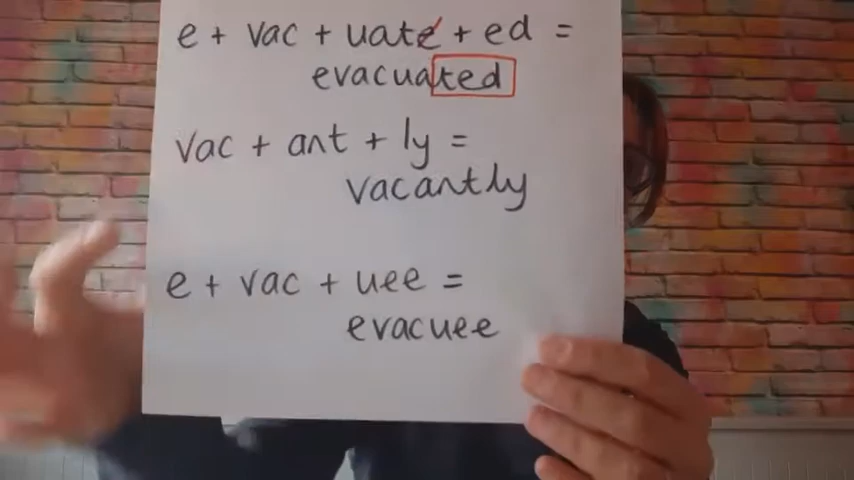 e + vac + uate + ed =
evacuated
vac + ant + ly =
vacantly
e + vac + uee =
evacuee